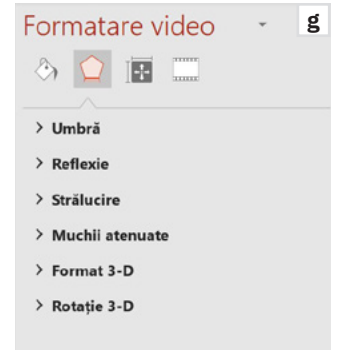 Formatare video
g
Umbră
Reflexie
Strălucire
Muchii atenuate
Format 3-D
Rotație 3-D